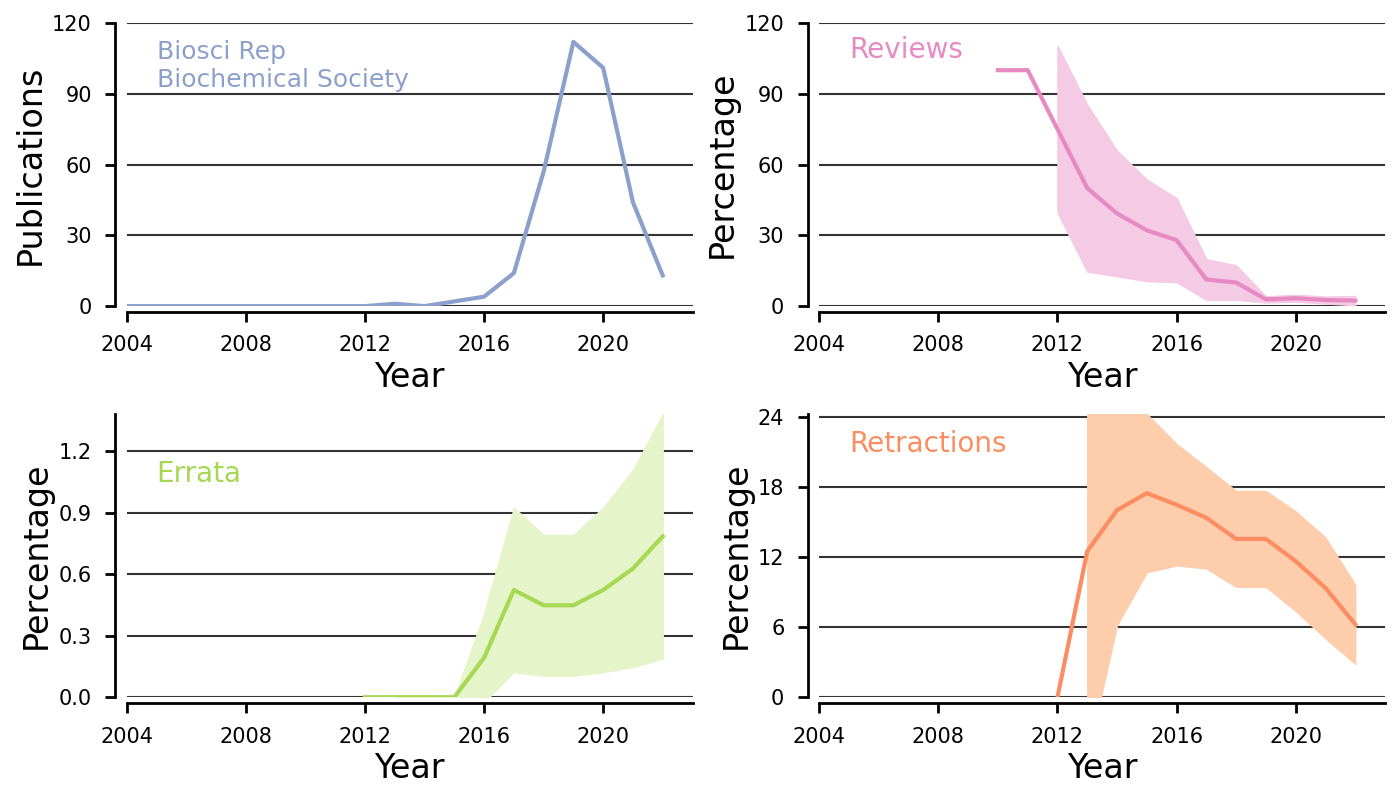 120
90
60
30
0
Publications
Biosci Rep
Biochemical Society
2004 2008 2012 2016 2020
Year
120
90
60
30
0
Percentage
Reviews
2004 2008 2012 2016 2020
Year
1.2
0.9
0.6
0.3
0.0
Percentage
Errata
2004 2008 2012 2016 2020
Year
24
18
12
6
0
Percentage
Retractions
2004 2008 2012 2016 2020
Year